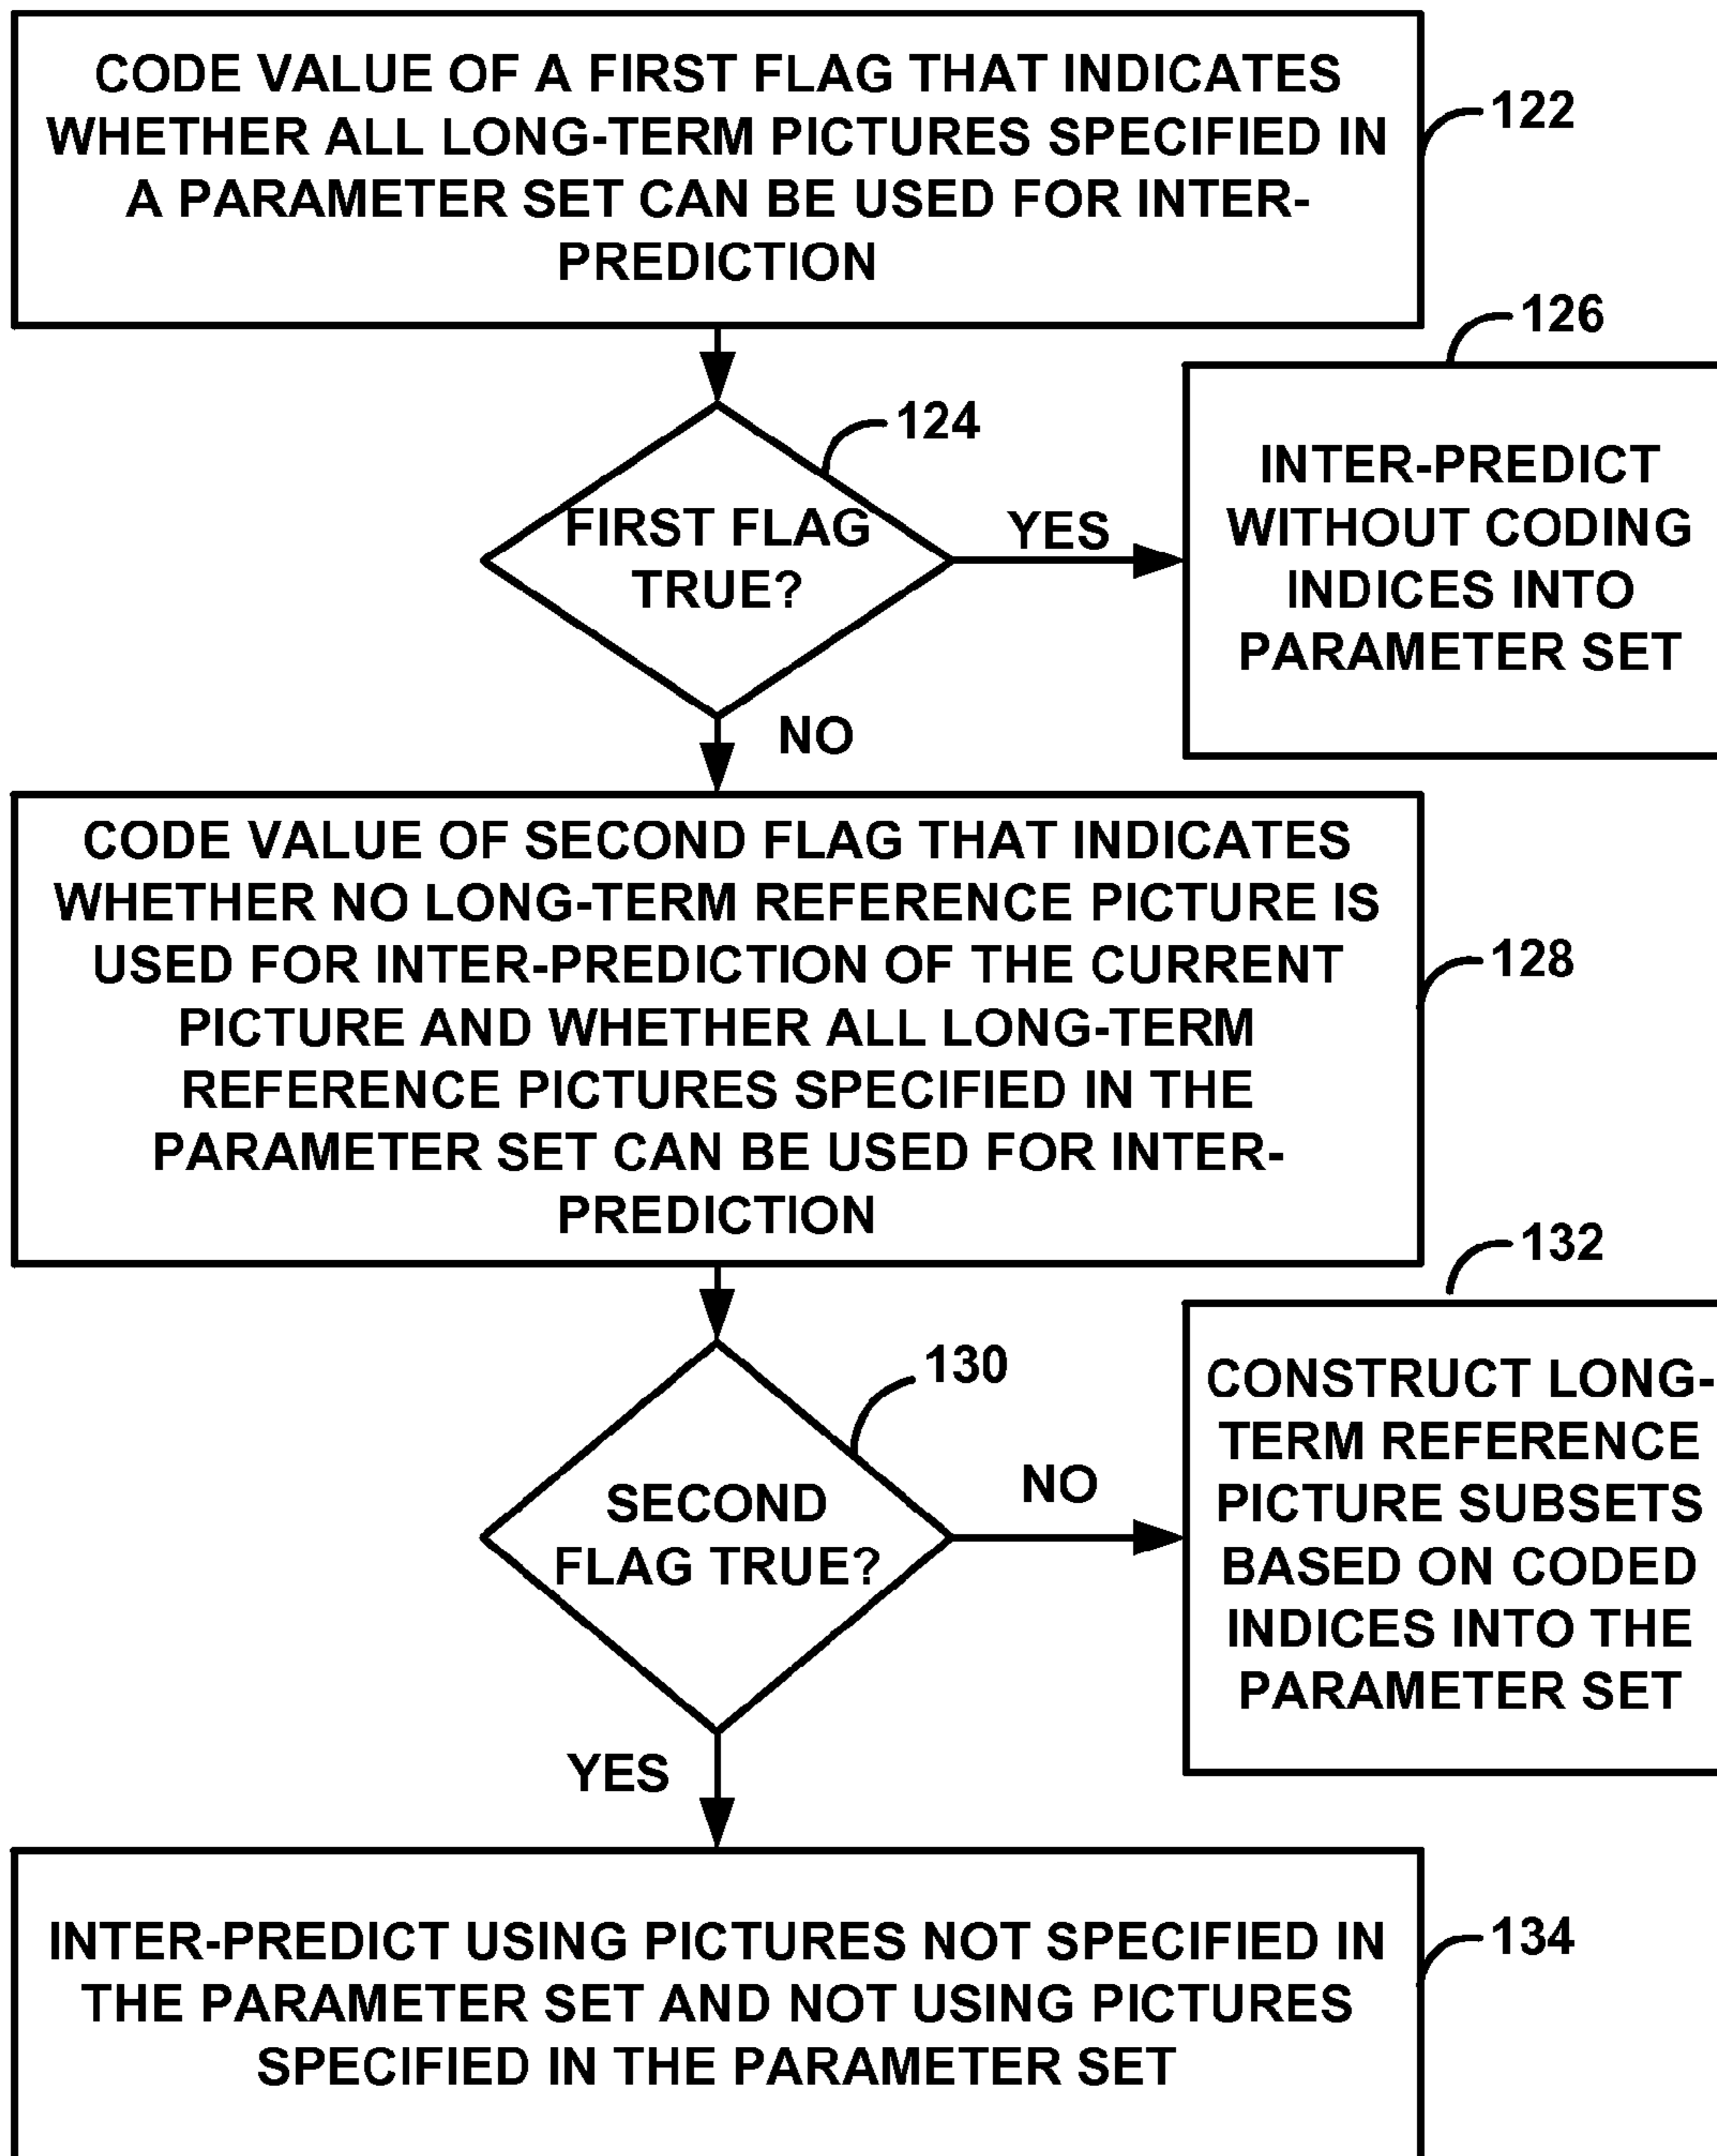 CODE VALUE OF A FIRST FLAG THAT INDICATES
WHETHER ALL LONG-TERM PICTURES SPECIFIED IN
A PARAMETER SET CAN BE USED FOR INTER-
PREDICTION
122
124
FIRST FLAG
TRUE?
YES
126
INTER-PREDICT
WITHOUT CODING
INDICES INTO
PARAMETER SET
NO
CODE VALUE OF SECOND FLAG THAT INDICATES
WHETHER NO LONG-TERM REFERENCE PICTURE IS
USED FOR INTER-PREDICTION OF THE CURRENT
PICTURE AND WHETHER ALL LONG-TERM
REFERENCE PICTURES SPECIFIED IN THE
PARAMETER SET CAN BE USED FOR INTER-
PREDICTION
128
130
SECOND
FLAG TRUE?
NO
132
CONSTRUCT LONG-
TERM REFERENCE
PICTURE SUBSETS
BASED ON CODED
INDICES INTO THE
PARAMETER SET
YES
INTER-PREDICT USING PICTURES NOT SPECIFIED IN
THE PARAMETER SET AND NOT USING PICTURES
SPECIFIED IN THE PARAMETER SET
134